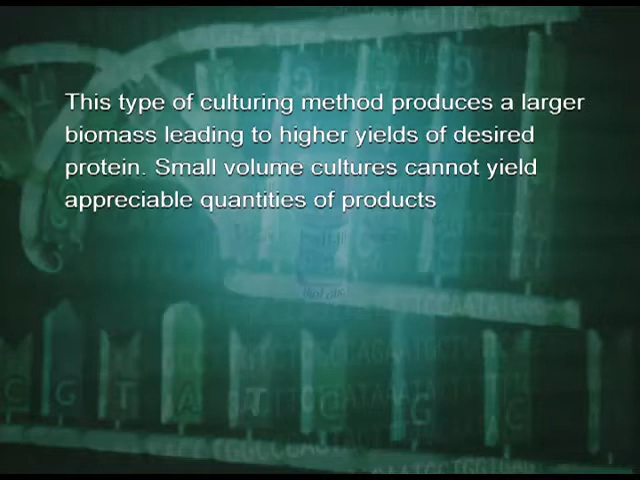 This type of culturing method produces a larger
biomass leading to higher yields of desired
protein. Small volume cultures cannot yield
appreciable quantities of products
C G T A T C G C